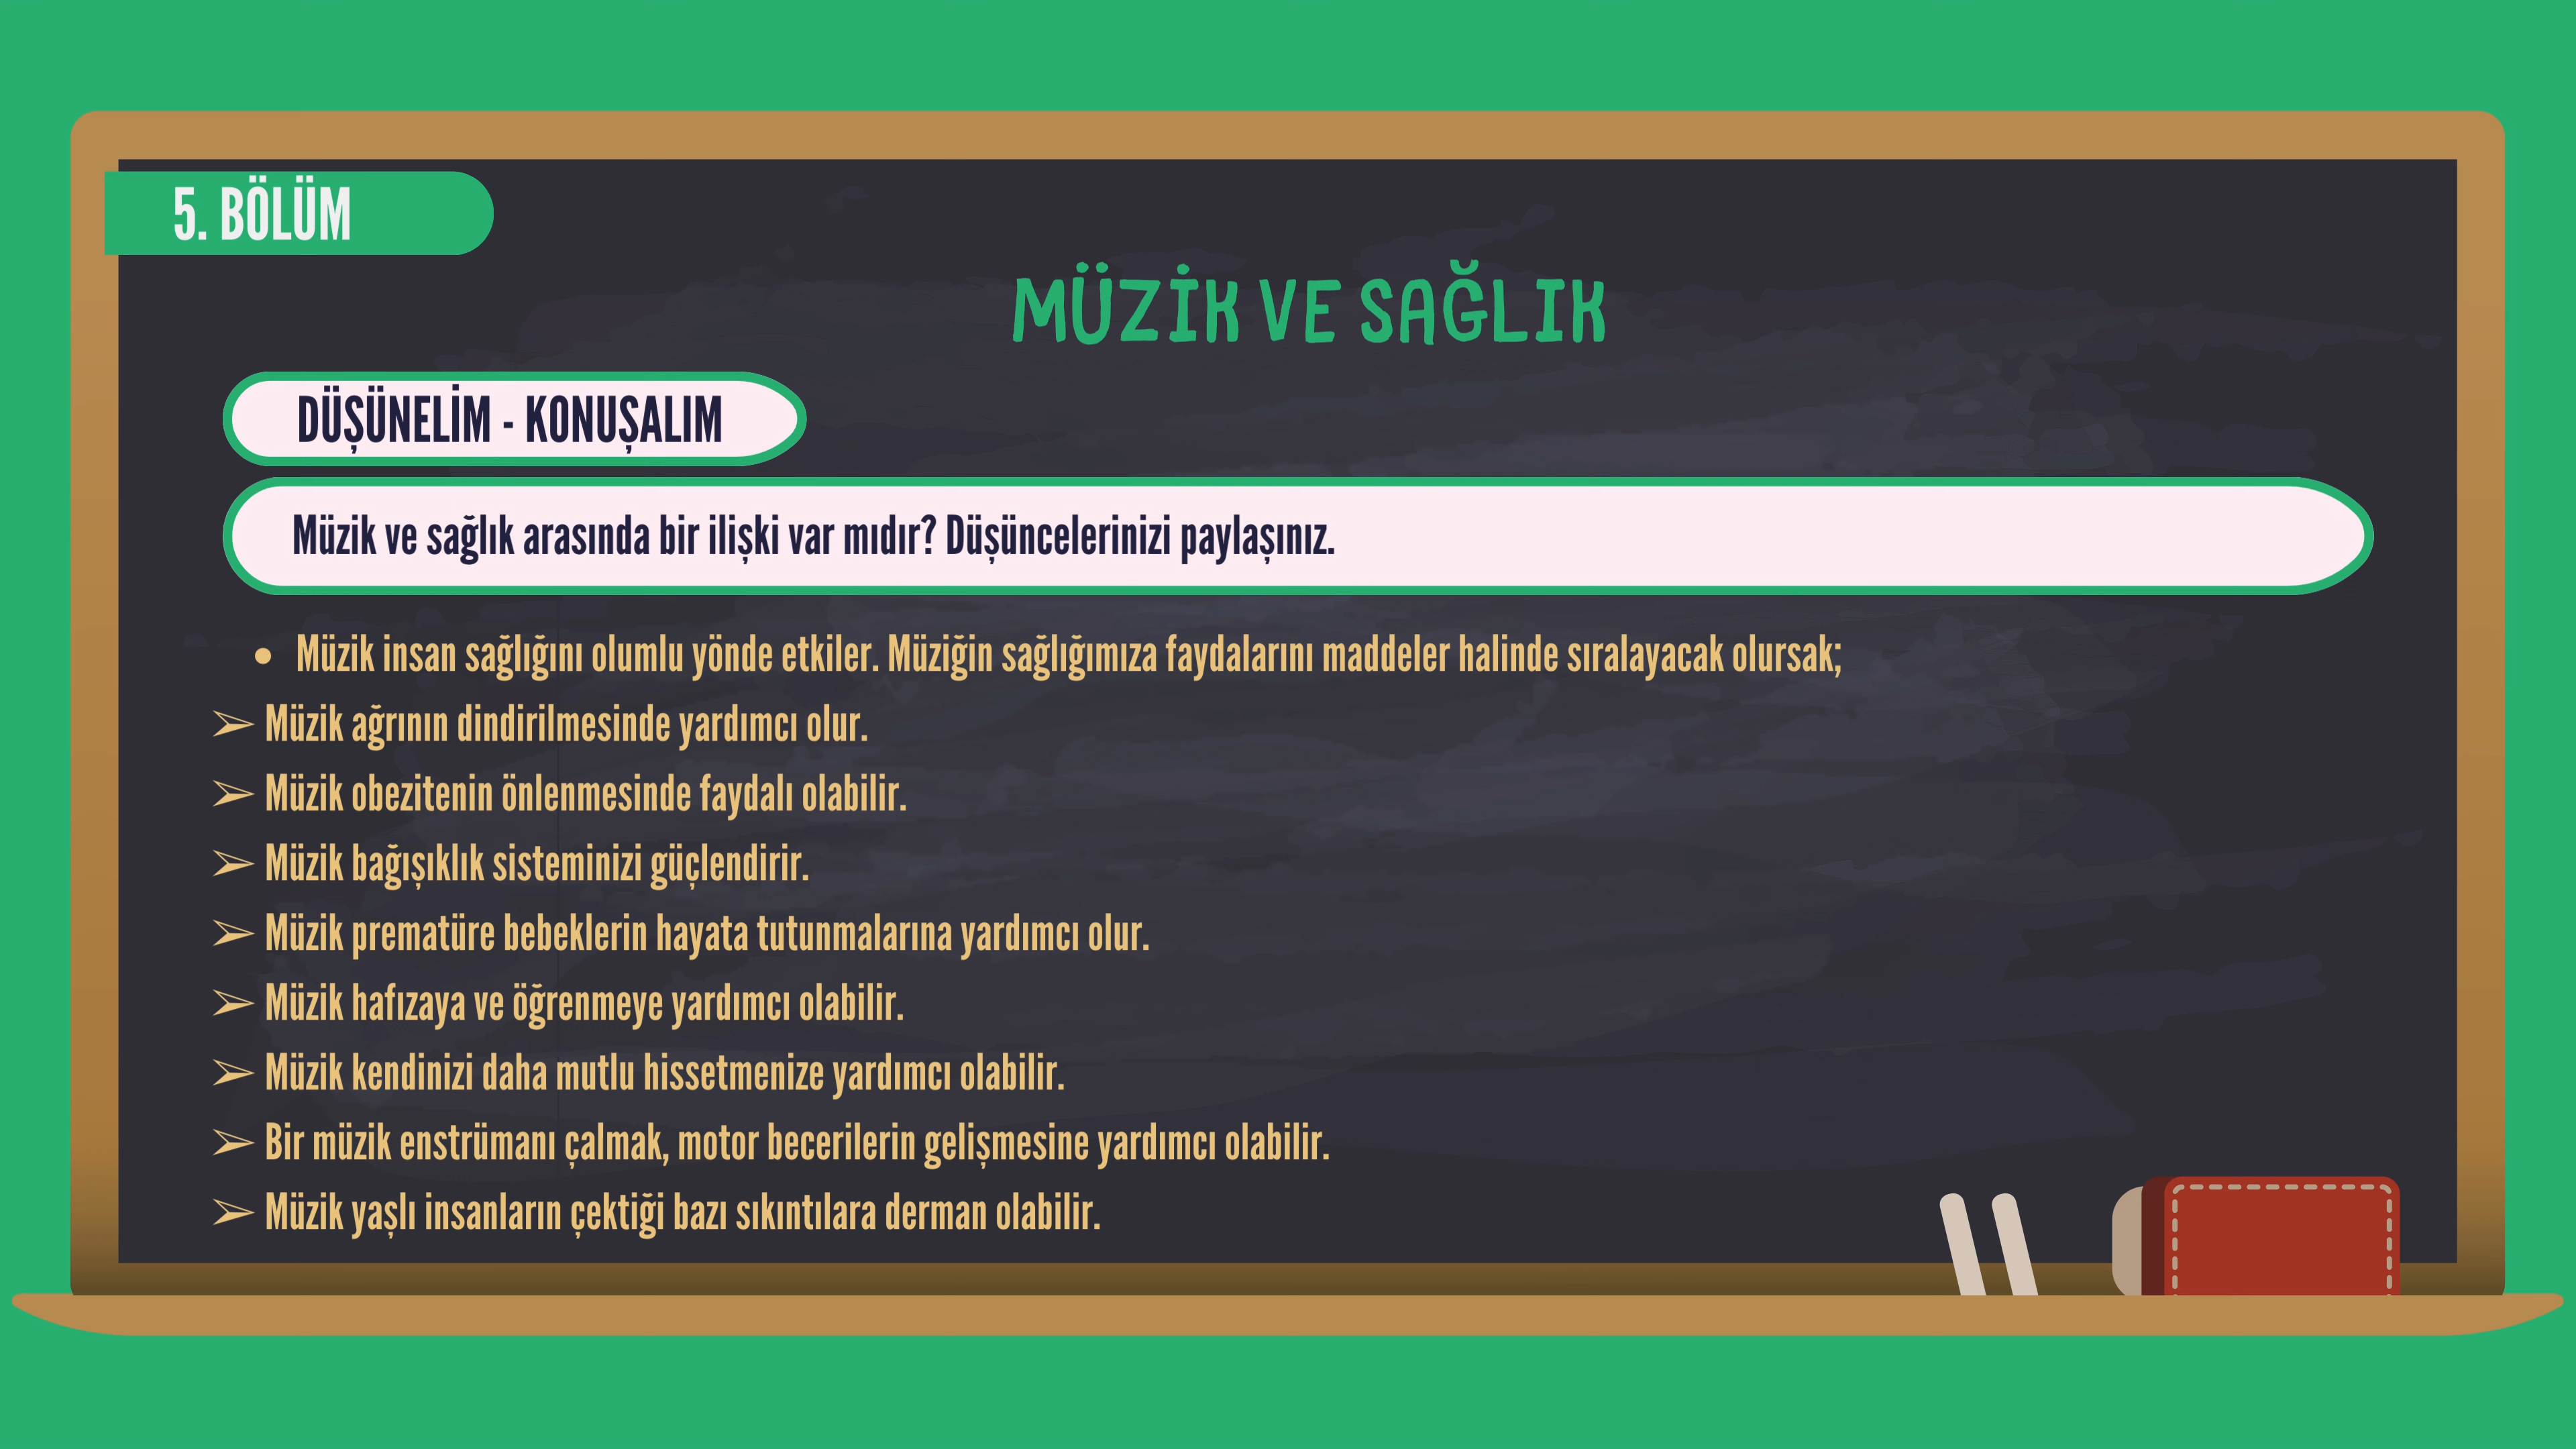 5. BÖLÜM
MÜZİK VE SAĞLIK
DÜŞÜNELİM - KONUŞALIM
Müzik ve sağlık arasında bir ilişki var mıdır? Düşüncelerinizi paylaşınız.
• Müzik insan sağlığını olumlu yönde etkiler. Müziğin sağlığımıza faydalarını maddeler halinde sıralayacak olursak;
➢ Müzik ağrının dindirilmesinde yardımcı olur.
➢ Müzik obezitenin önlenmesinde faydalı olabilir.
➢ Müzik bağışıklık sisteminizi güçlendirir.
➢ Müzik prematüre bebeklerin hayata tutunmalarına yardımcı olur.
➢ Müzik hafızaya ve öğrenmeye yardımcı olabilir.
➢ Müzik kendinizi daha mutlu hissetmenize yardımcı olabilir.
➢ Bir müzik enstrümanı çalmak, motor becerilerin gelişmesine yardımcı olabilir.
➢ Müzik yaşlı insanların çektiği bazı sıkıntılara derman olabilir.